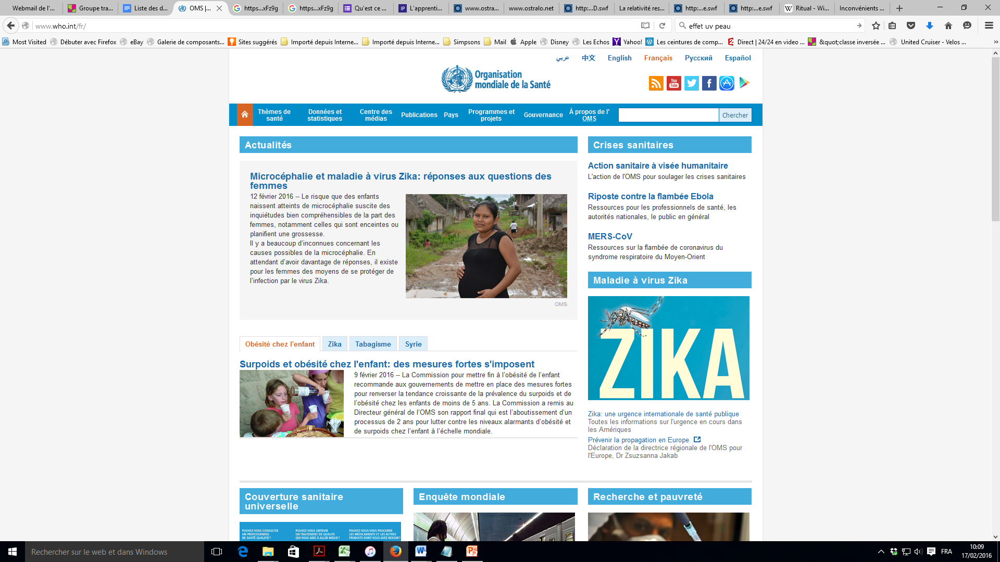 Webmail de l'...
Groupe tra...
Liste des d...
OMS |...
https...xFz9g
https...xFz9g
Qu'est ce ...
L'apprenti...
www.ostra...
www.ostralo.net
http:...D.swf
La relativité res...
http:...e.swf
http:...e.swf
Ritual - Wi...
Inconvénients ...
www.who.int/fr/
effet uv peau
Most Visited
Débuter avec Firefox
eBay
Galerie de composants...
Sites suggérés
Importé depuis Interne...
Importé depuis Interne...
Simpsons
Mail
Apple
Disney
Les Echos
Yahoo!
Les ceintures de comp...
Direct | 24/24 en video ...
&quot;classe inversée ...
United Cruiser - Velos ...
عربي
中文
English
Français
Русский
Español
Organisation
mondiale de la Santé
You
Tube
Thèmes de
santé
Données et
statistiques
Centre des
médias
Publications
Pays
Programmes et
projets
Gouvernance
À propos de l'
OMS
Chercher
Actualités
Microcéphalie et maladie à virus Zika: réponses aux questions des
femmes
12 février 2016 -- Le risque que des enfants
naissent atteints de microcéphalie suscite des
inquiétudes bien compréhensibles de la part des
femmes, notamment celles qui sont enceintes ou
planifient une grossesse.
Il y a beaucoup d'inconnues concernant les
causes possibles de la microcéphalie. En
attendant d'avoir davantage de réponses, il existe
pour les femmes des moyens de se protéger de
l'infection par le virus Zika.
OMS
Obésité chez l'enfant
Zika
Tabagisme
Syrie
Surpoids et obésité chez l'enfant: des mesures fortes s'imposent
9 février 2016 -- La Commission pour mettre fin à l'obésité de l'enfant
recommande aux gouvernements de mettre en place des mesures fortes
pour renverser la tendance croissante de la prévalence du surpoids et de
l'obésité chez les enfants de moins de 5 ans. La Commission a remis au
Directeur général de l'OMS son rapport final qui est l'aboutissement d'un
processus de 2 ans pour lutter contre les niveaux alarmants d'obésité et
de surpoids chez l'enfant à l'échelle mondiale.
Crises sanitaires
Action sanitaire à visée humanitaire
L'action de l'OMS pour soulager les crises sanitaires
Riposte contre la flambée Ebola
Ressources pour les professionnels de santé, les
autorités nationales, le public en général
MERS-CoV
Ressources sur la flambée de coronavirus du
syndrome respiratoire du Moyen-Orient
Maladie à virus Zika
ZIKA
Zika: une urgence internationale de santé publique
Toutes les informations sur l'urgence en cours dans
les Amériques
Prévenir la propagation en Europe
Déclaration de la directrice régionale de l'OMS pour
l'Europe, Dr Zsuzsanna Jakab
Couverture sanitaire
universelle
POUVEZ-VOUS CONSULTER
UN PROFESSIONNEL
DE SANTÉ QUALIFIÉ ?
POUVEZ-VOUS OBTENIR
UN TRAITEMENT DE QUALITÉ
QUI VOUS AIDE À ALLER MIEUX ?
POUVEZ-VOUS VOUS PROCURER
LES MÉDICAMENTS ET LES AUTRES
PRODUITS DONT VOUS AVEZ BESOIN ?
Enquête mondiale
Recherche et pauvreté
Rechercher sur le web et dans Windows
FRA
10:09
17/02/2016